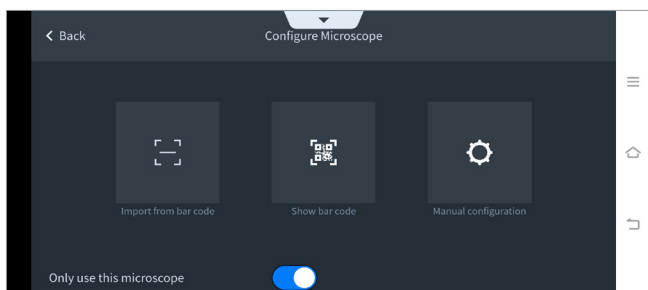 Back
Configure Microscope
Import from bar code
Show bar code
Manual configuration
Only use this microscope